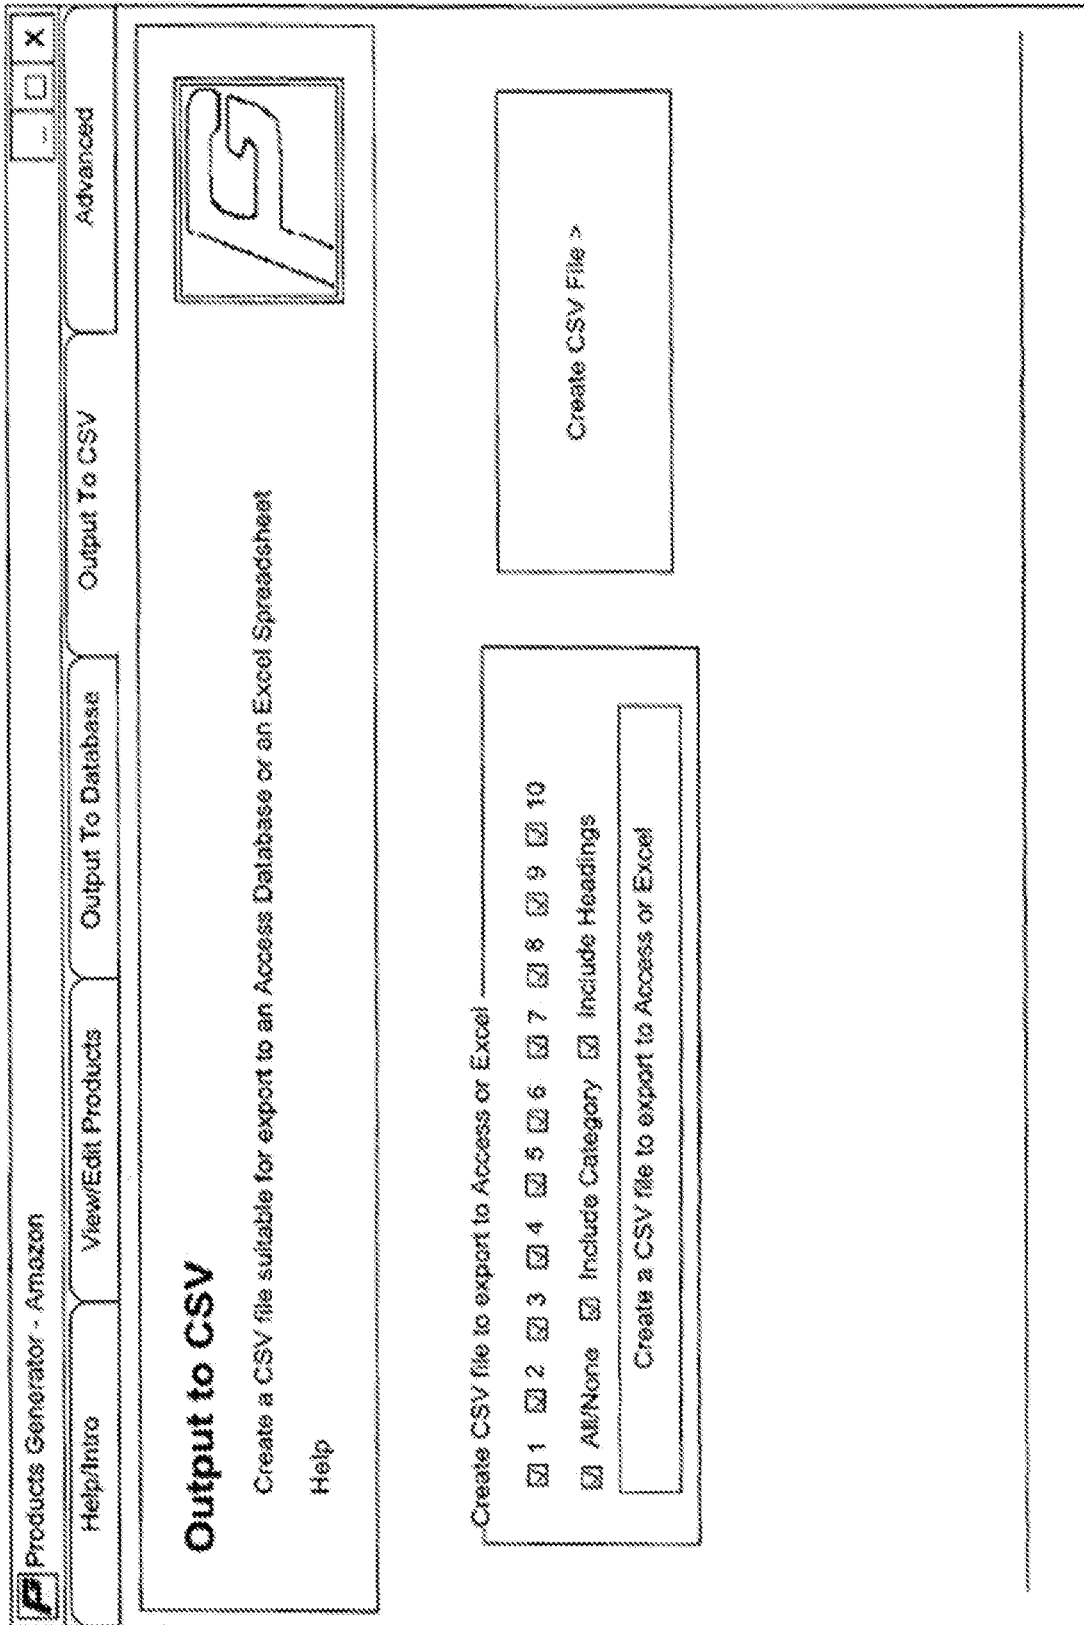 Products Generator - Amazon
... X
Help/Intro View/Edit Products Output To Database Output To CSV Advanced
Output to CSV
Create a CSV file suitable for export to an Access Database or an Excel Spreadsheet
Help
Create CSV file to export to Access or Excel
☑ 1 ☑ 2 ☑ 3 ☑ 4 ☑ 5 ☑ 6 ☑ 7 ☑ 8 ☑ 9 ☑ 10
☑ All/None ☑ Include Category ☑ Include Headings
Create a CSV file to export to Access or Excel
Create CSV File >